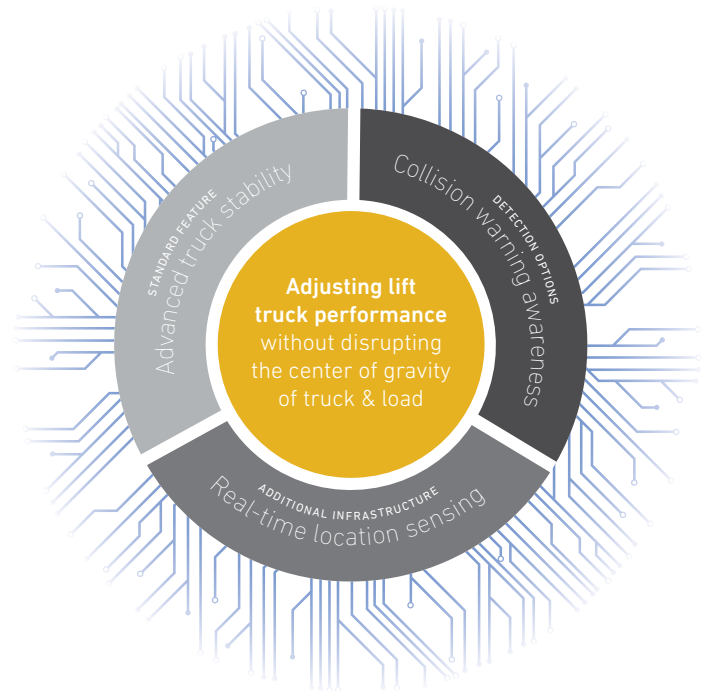 STANDARD FEATURE
Advanced truck stability
DETECTION OPTIONS
Collision warning awareness
Adjusting lift
truck performance
without disrupting
the center of gravity
of truck & load
ADDITIONAL INFRASTRUCTURE
Real-time location sensing